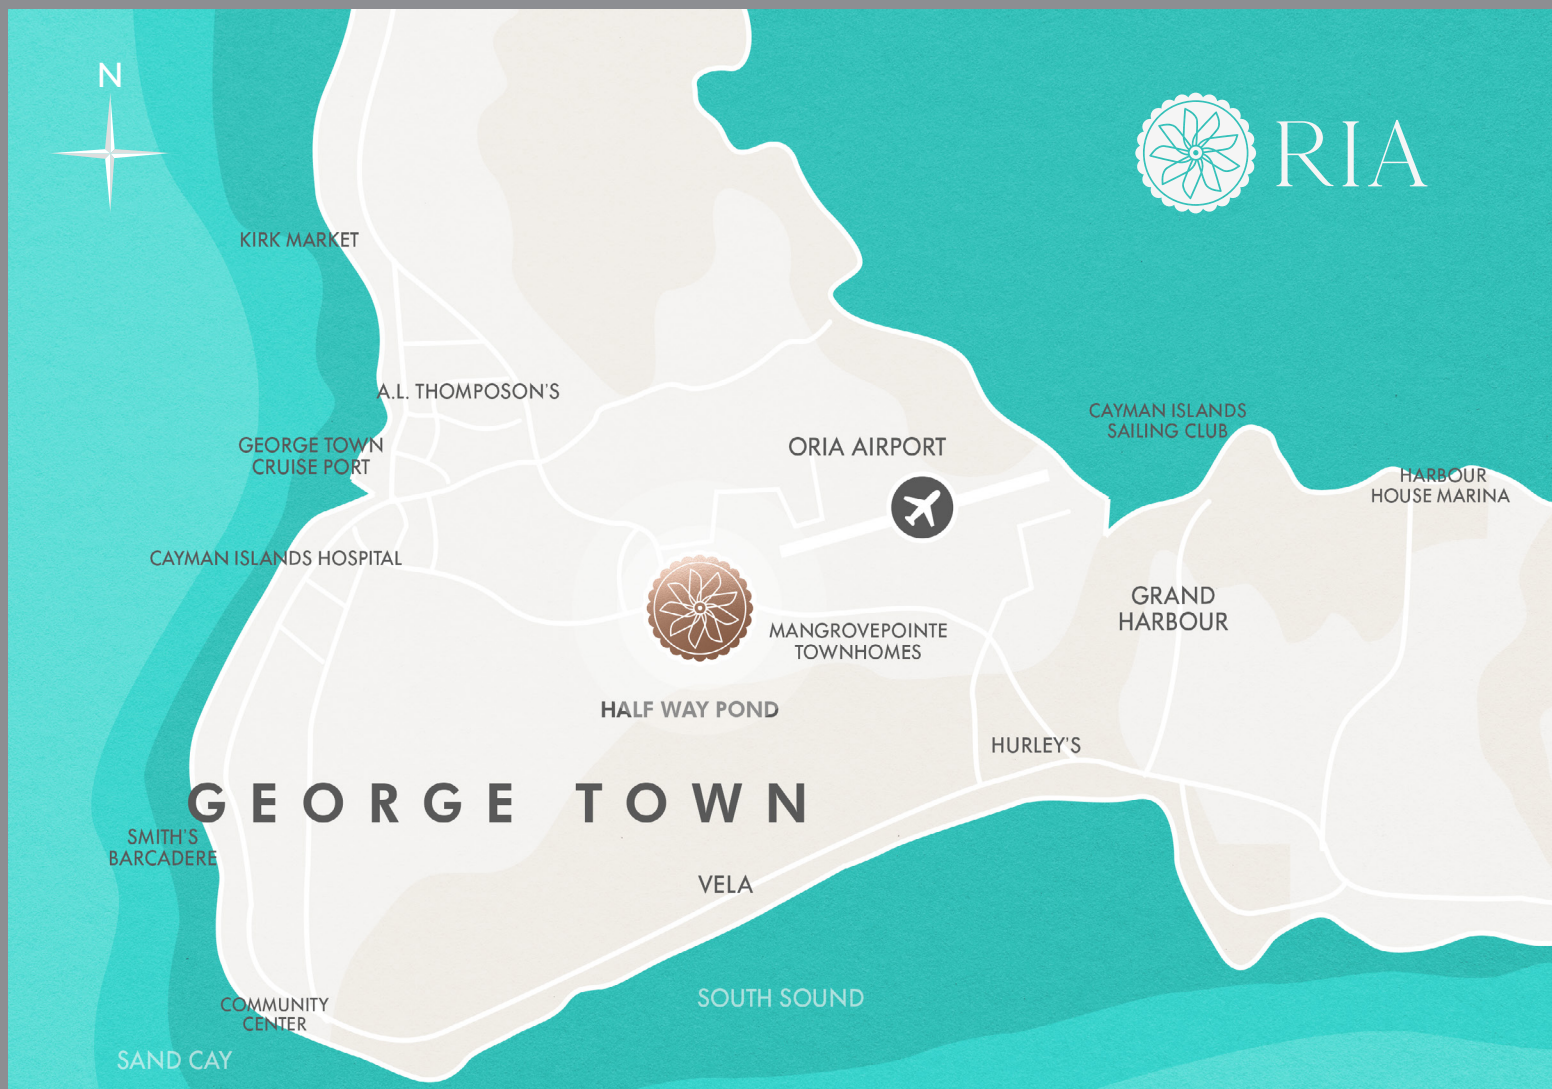 N
RIA
KIRK MARKET
A.L. THOMPOSON'S
GEORGE TOWN
CRUISE PORT
ORIA AIRPORT
CAYMAN ISLANDS
SAILING CLUB
HARBOUR
HOUSE MARINA
CAYMAN ISLANDS HOSPITAL
GRAND
HARBOUR
MANGROVEPOINTE
TOWNHOMES
HALF WAY POND
HURLEY'S
GEORGE TOWN
SMITH'S
BARCADERE
VELA
SOUTH SOUND
COMMUNITY
CENTER
SAND CAY